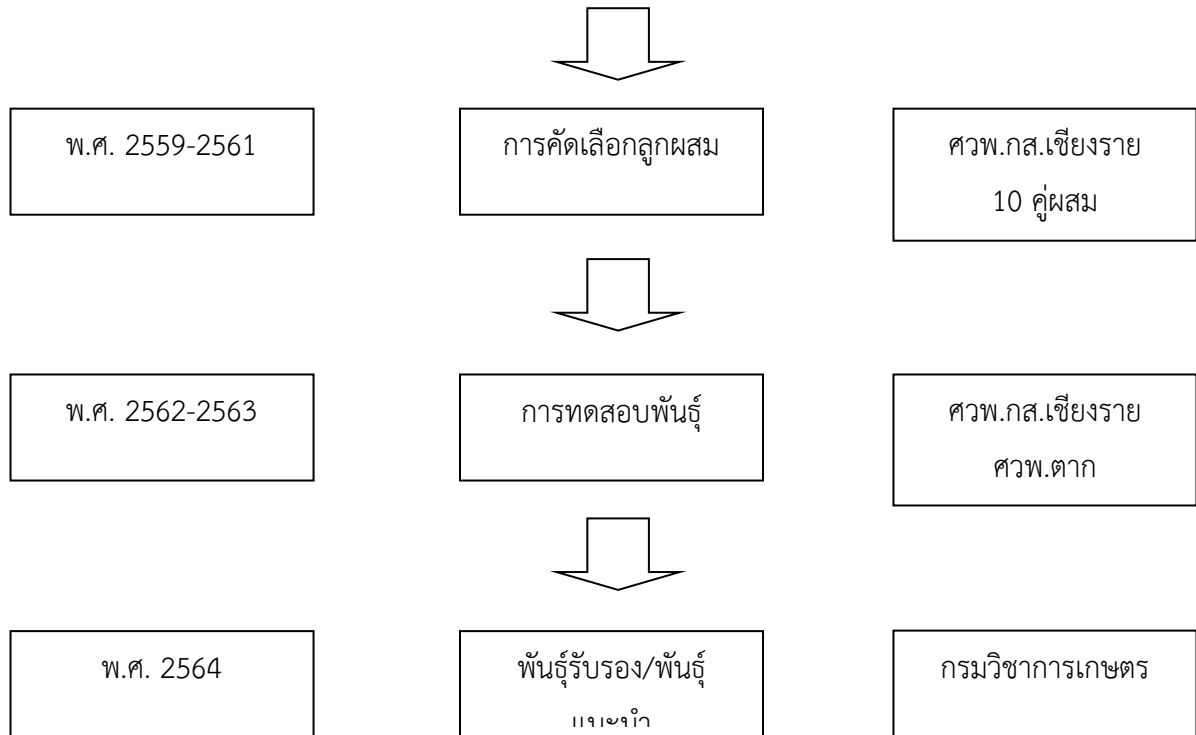 พ.ศ. 2559-2561
การคัดเลือกลูกผสม
ศวพ.กส.เชียงราย
10 คู่ผสม
พ.ศ. 2562-2563
การทดสอบพันธุ์
ศวพ.กส.เชียงราย
ศวพ.ตาก
พ.ศ. 2564
พันธุ์รับรอง/พันธุ์
แนะนำ
กรมวิชาการเกษตร